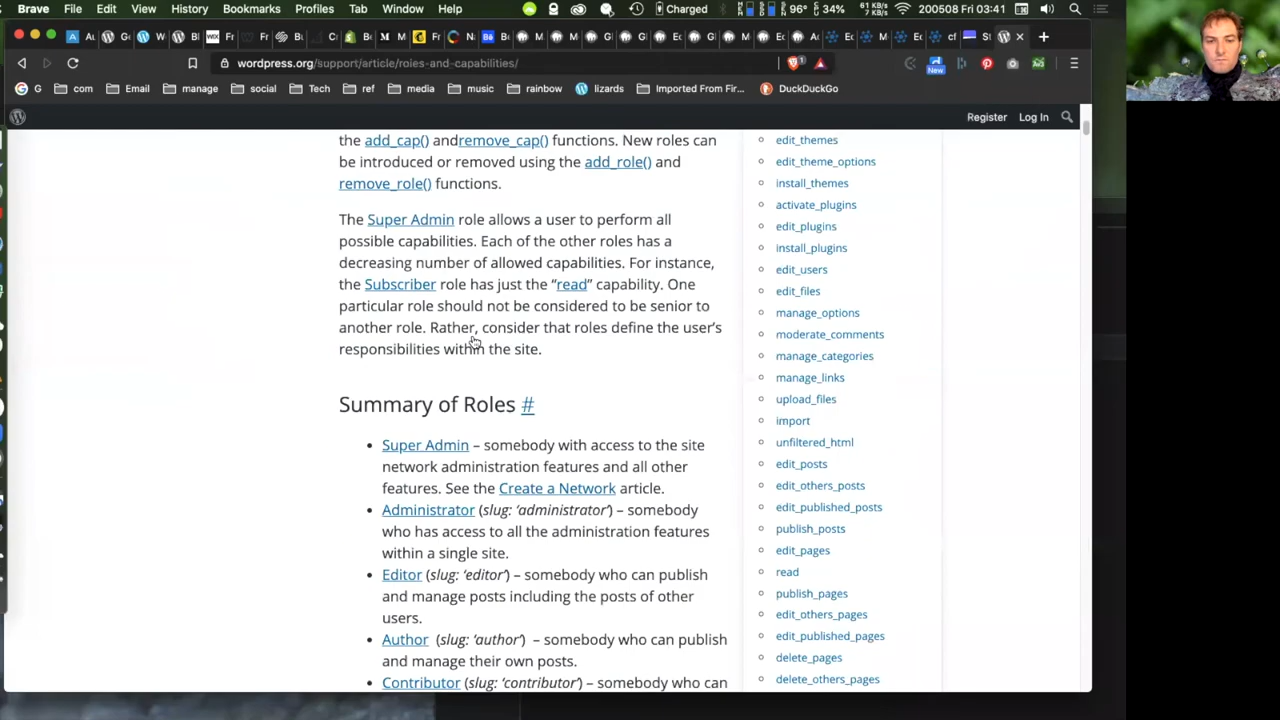 Brave File Edit View History Bookmarks Profiles Tab Window Help Charged 96° 34% 61 KB/s 7 KB/s 200508 Fri 03:41
wordpress.org/support/article/roles-and-capabilities/
New
G com Email manage social Tech ref media music rainbow lizards Imported From Fir... DuckDuckGo
Register Log In
the add_cap() andremove_cap() functions. New roles can
be introduced or removed using the add_role() and
remove_role() functions.
The Super Admin role allows a user to perform all
possible capabilities. Each of the other roles has a
decreasing number of allowed capabilities. For instance,
the Subscriber role has just the “read” capability. One
particular role should not be considered to be senior to
another role. Rather, consider that roles define the user’s
responsibilities within the site.
Summary of Roles #
Super Admin – somebody with access to the site
network administration features and all other
features. See the Create a Network article.
Administrator (slug: ‘administrator’) – somebody
who has access to all the administration features
within a single site.
Editor (slug: ‘editor’) – somebody who can publish
and manage posts including the posts of other
users.
Author (slug: ‘author’) – somebody who can publish
and manage their own posts.
Contributor (slug: ‘contributor’) – somebody who can
edit_themes
edit_theme_options
install_themes
activate_plugins
edit_plugins
install_plugins
edit_users
edit_files
manage_options
moderate_comments
manage_categories
manage_links
upload_files
import
unfiltered_html
edit_posts
edit_others_posts
edit_published_posts
publish_posts
edit_pages
read
publish_pages
edit_others_pages
edit_published_pages
delete_pages
delete_others_pages